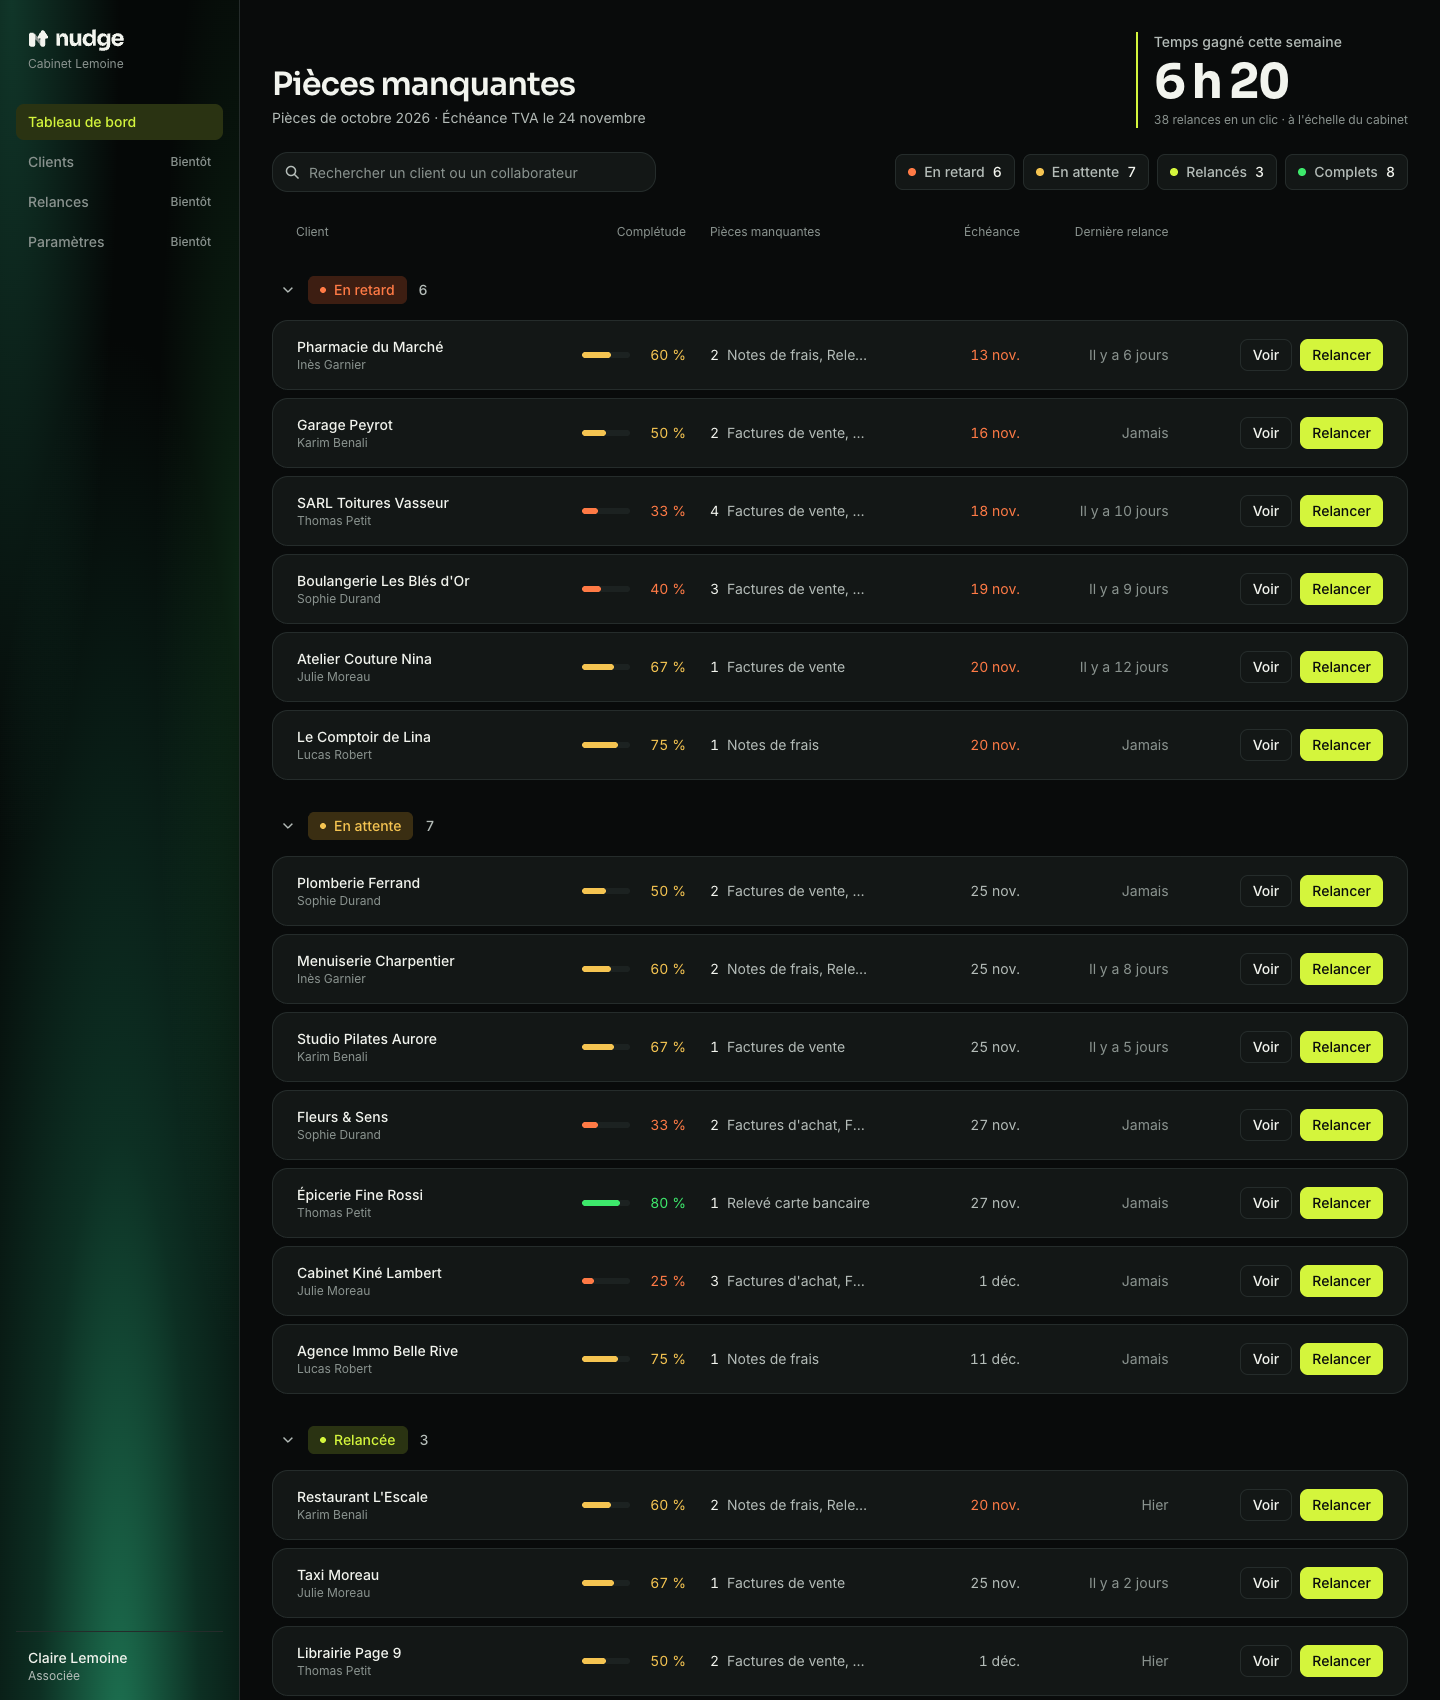 nudge
Cabinet Lemoine
Tableau de bord
Clients Bientôt
Relances Bientôt
Paramètres Bientôt
Claire Lemoine
Associée
Pièces manquantes
Pièces de octobre 2026 · Échéance TVA le 24 novembre
Temps gagné cette semaine
6 h 20
38 relances en un clic · à l'échelle du cabinet
Rechercher un client ou un collaborateur
En retard 6
En attente 7
Relancés 3
Complets 8
Client Complétude Pièces manquantes Échéance Dernière relance
En retard 6
Pharmacie du Marché
Inès Garnier
60 % 2 Notes de frais, Rele... 13 nov. Il y a 6 jours Voir Relancer
Garage Peyrot
Karim Benali
50 % 2 Factures de vente, ... 16 nov. Jamais Voir Relancer
SARL Toitures Vasseur
Thomas Petit
33 % 4 Factures de vente, ... 18 nov. Il y a 10 jours Voir Relancer
Boulangerie Les Blés d'Or
Sophie Durand
40 % 3 Factures de vente, ... 19 nov. Il y a 9 jours Voir Relancer
Atelier Couture Nina
Julie Moreau
67 % 1 Factures de vente 20 nov. Il y a 12 jours Voir Relancer
Le Comptoir de Lina
Lucas Robert
75 % 1 Notes de frais 20 nov. Jamais Voir Relancer
En attente 7
Plomberie Ferrand
Sophie Durand
50 % 2 Factures de vente, ... 25 nov. Jamais Voir Relancer
Menuiserie Charpentier
Inès Garnier
60 % 2 Notes de frais, Rele... 25 nov. Il y a 8 jours Voir Relancer
Studio Pilates Aurore
Karim Benali
67 % 1 Factures de vente 25 nov. Il y a 5 jours Voir Relancer
Fleurs & Sens
Sophie Durand
33 % 2 Factures d'achat, F... 27 nov. Jamais Voir Relancer
Épicerie Fine Rossi
Thomas Petit
80 % 1 Relevé carte bancaire 27 nov. Jamais Voir Relancer
Cabinet Kiné Lambert
Julie Moreau
25 % 3 Factures d'achat, F... 1 déc. Jamais Voir Relancer
Agence Immo Belle Rive
Lucas Robert
75 % 1 Notes de frais 11 déc. Jamais Voir Relancer
Relancée 3
Restaurant L'Escale
Karim Benali
60 % 2 Notes de frais, Rele... 20 nov. Hier Voir Relancer
Taxi Moreau
Julie Moreau
67 % 1 Factures de vente 25 nov. Il y a 2 jours Voir Relancer
Librairie Page 9
Thomas Petit
50 % 2 Factures de vente, ... 1 déc. Hier Voir Relancer